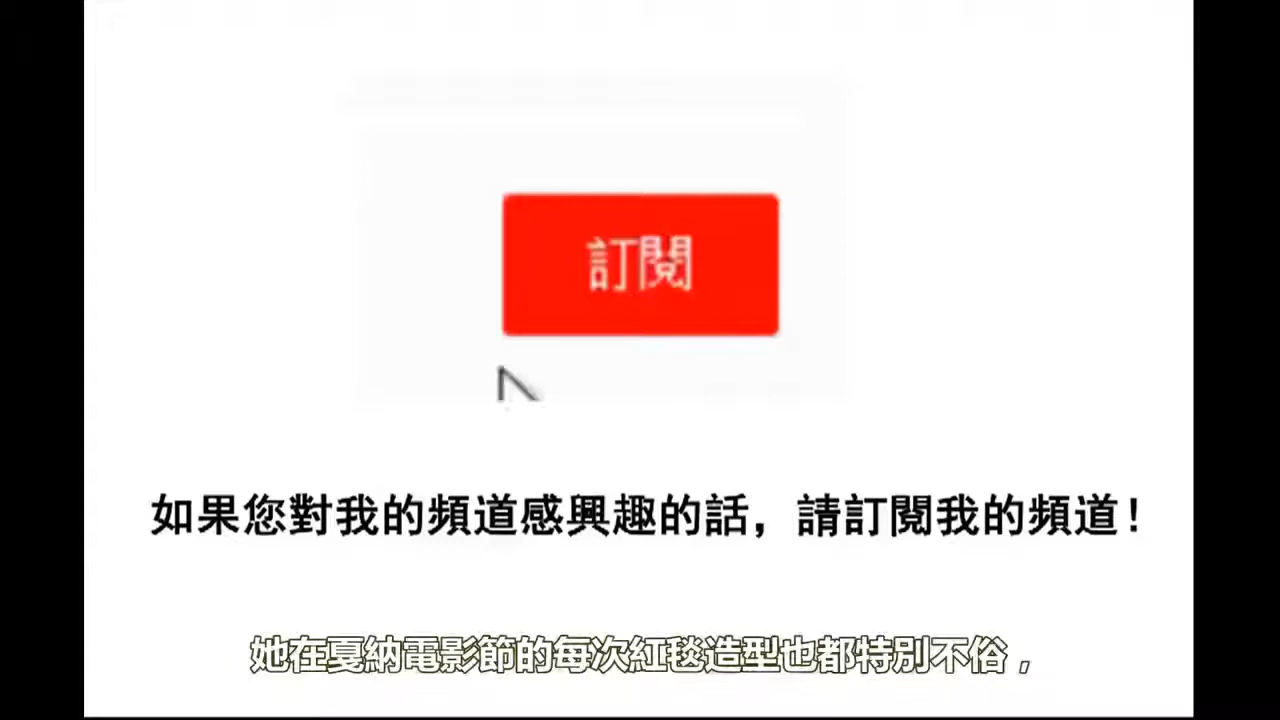 訂閱
如果您對我的頻道感興趣的話，請訂閱我的頻道！
她在戛納電影節的每次紅毯造型也都特別不俗，